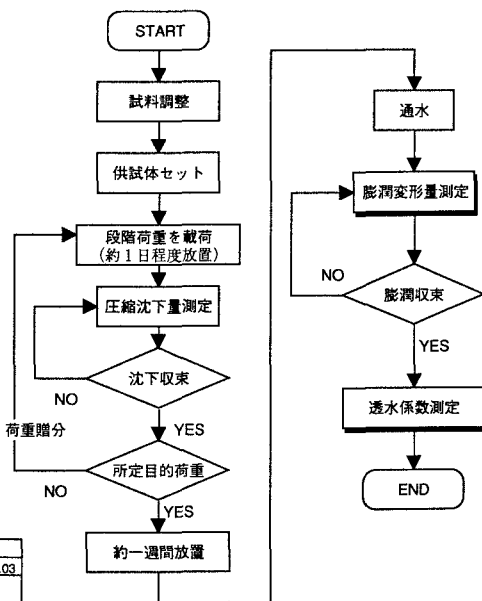 START
試料調整
供試体セット
段階荷重を載荷
(約１日程度放置)
圧縮沈下量測定
沈下収束
NO
YES
荷重贈分
所定目的荷重
NO
YES
約一週間放置
.03
通水
膨潤変形量測定
NO
膨潤収束
YES
透水係数測定
END